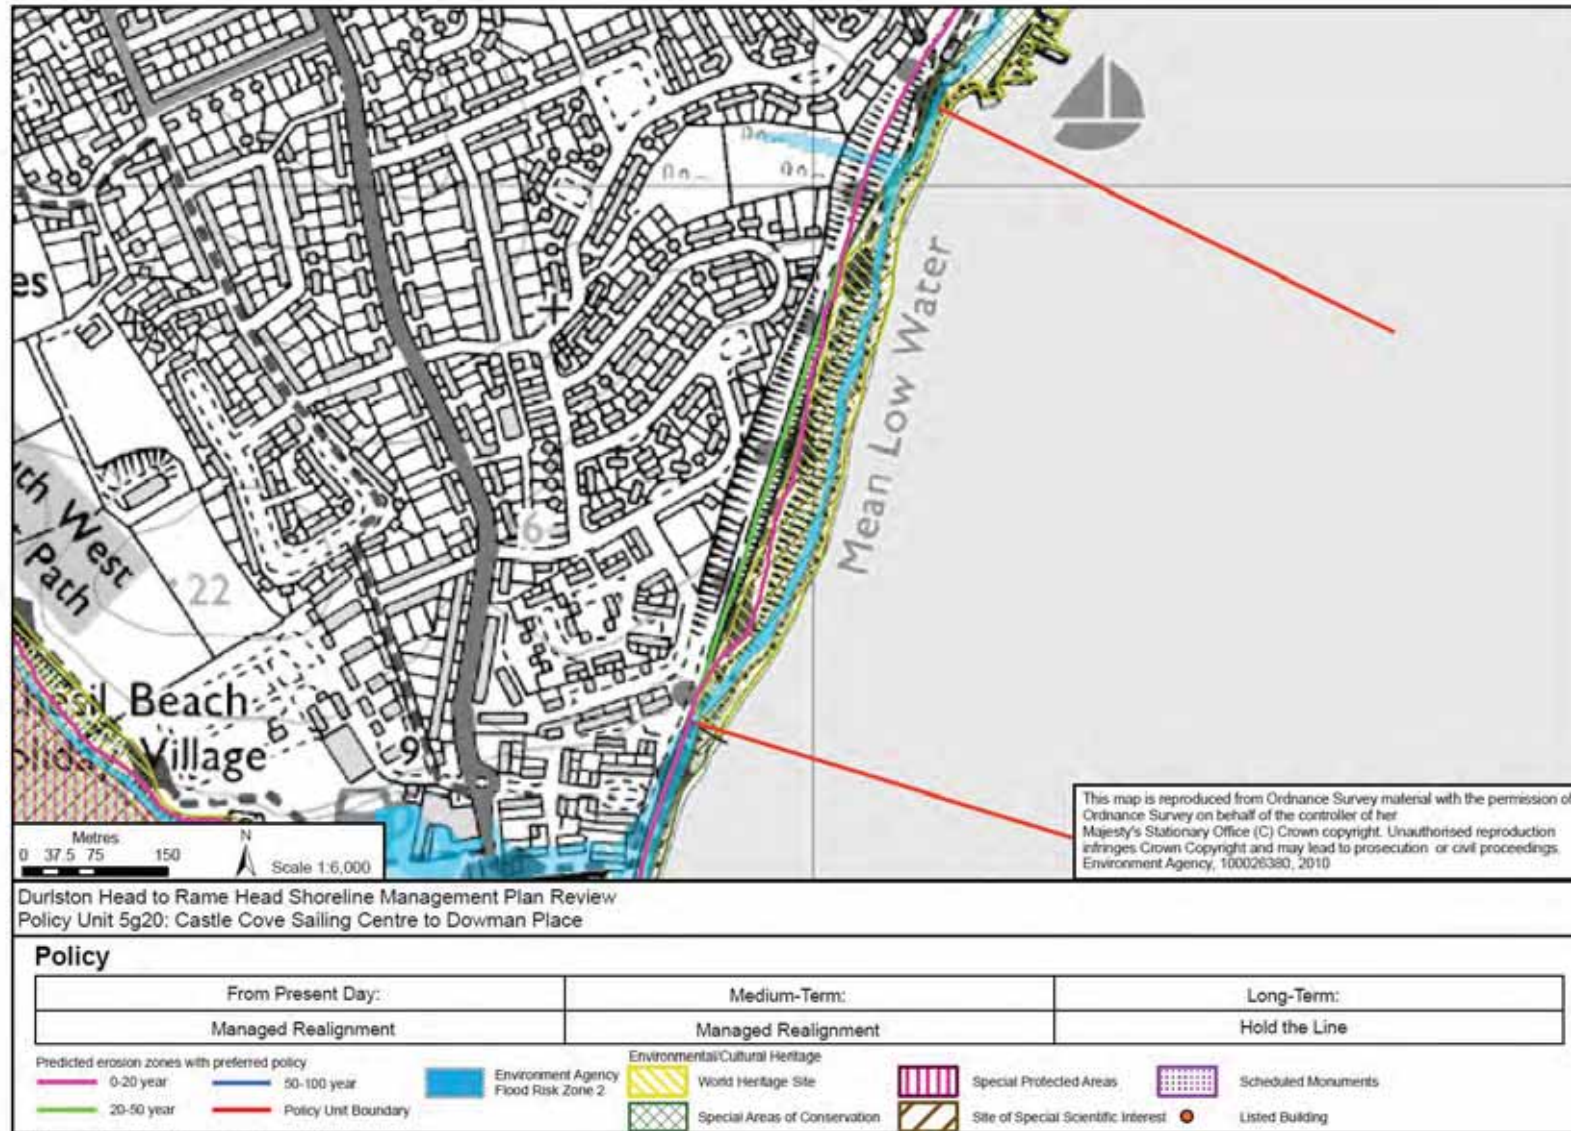 es
West
Path
22
6
Beach
Village
9
Mean Low Water
Metres
0 37.5 75 150
N
Scale 1:6,000
This map is reproduced from Ordnance Survey material with the permission of
Ordnance Survey on behalf of the controller of her
Majesty's Stationary Office (C) Crown copyright. Unauthorised reproduction
infringes Crown Copyright and may lead to prosecution or civil proceedings.
Environment Agency, 100026380, 2010
Durlston Head to Rame Head Shoreline Management Plan Review
Policy Unit 5g20: Castle Cove Sailing Centre to Dowman Place
Policy
From Present Day: Medium-Term: Long-Term:
Managed Realignment Managed Realignment Hold the Line
Predicted erosion zones with preferred policy
0-20 year 50-100 year
20-50 year Policy Unit Boundary
Environment Agency
Flood Risk Zone 2
Environmental/Cultural Heritage
World Heritage Site Special Protected Areas Scheduled Monuments
Special Areas of Conservation Site of Special Scientific Interest Listed Building